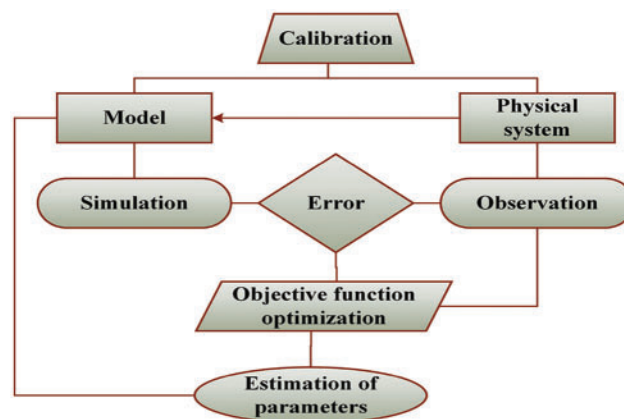 Calibration
Model
Physical
system
Simulation
Error
Observation
Objective function
optimization
Estimation of
parameters